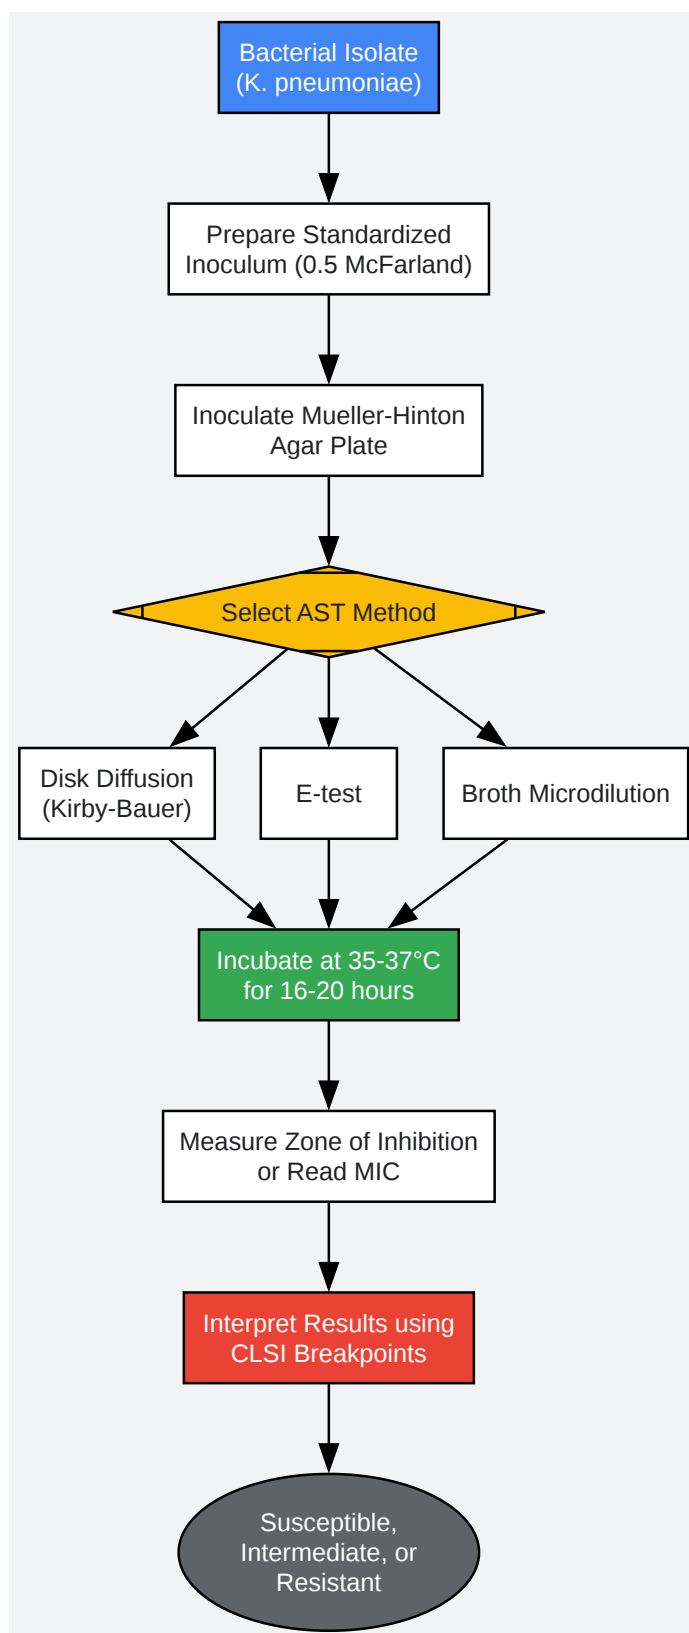 Bacterial Isolate
(K. pneumoniae)
Prepare Standardized
Inoculum (0.5 McFarland)
Inoculate Mueller-Hinton
Agar Plate
Select AST Method
Disk Diffusion
(Kirby-Bauer)
E-test
Broth Microdilution
Incubate at 35-37°C
for 16-20 hours
Measure Zone of Inhibition
or Read MIC
Interpret Results using
CLSI Breakpoints
Susceptible,
Intermediate, or
Resistant